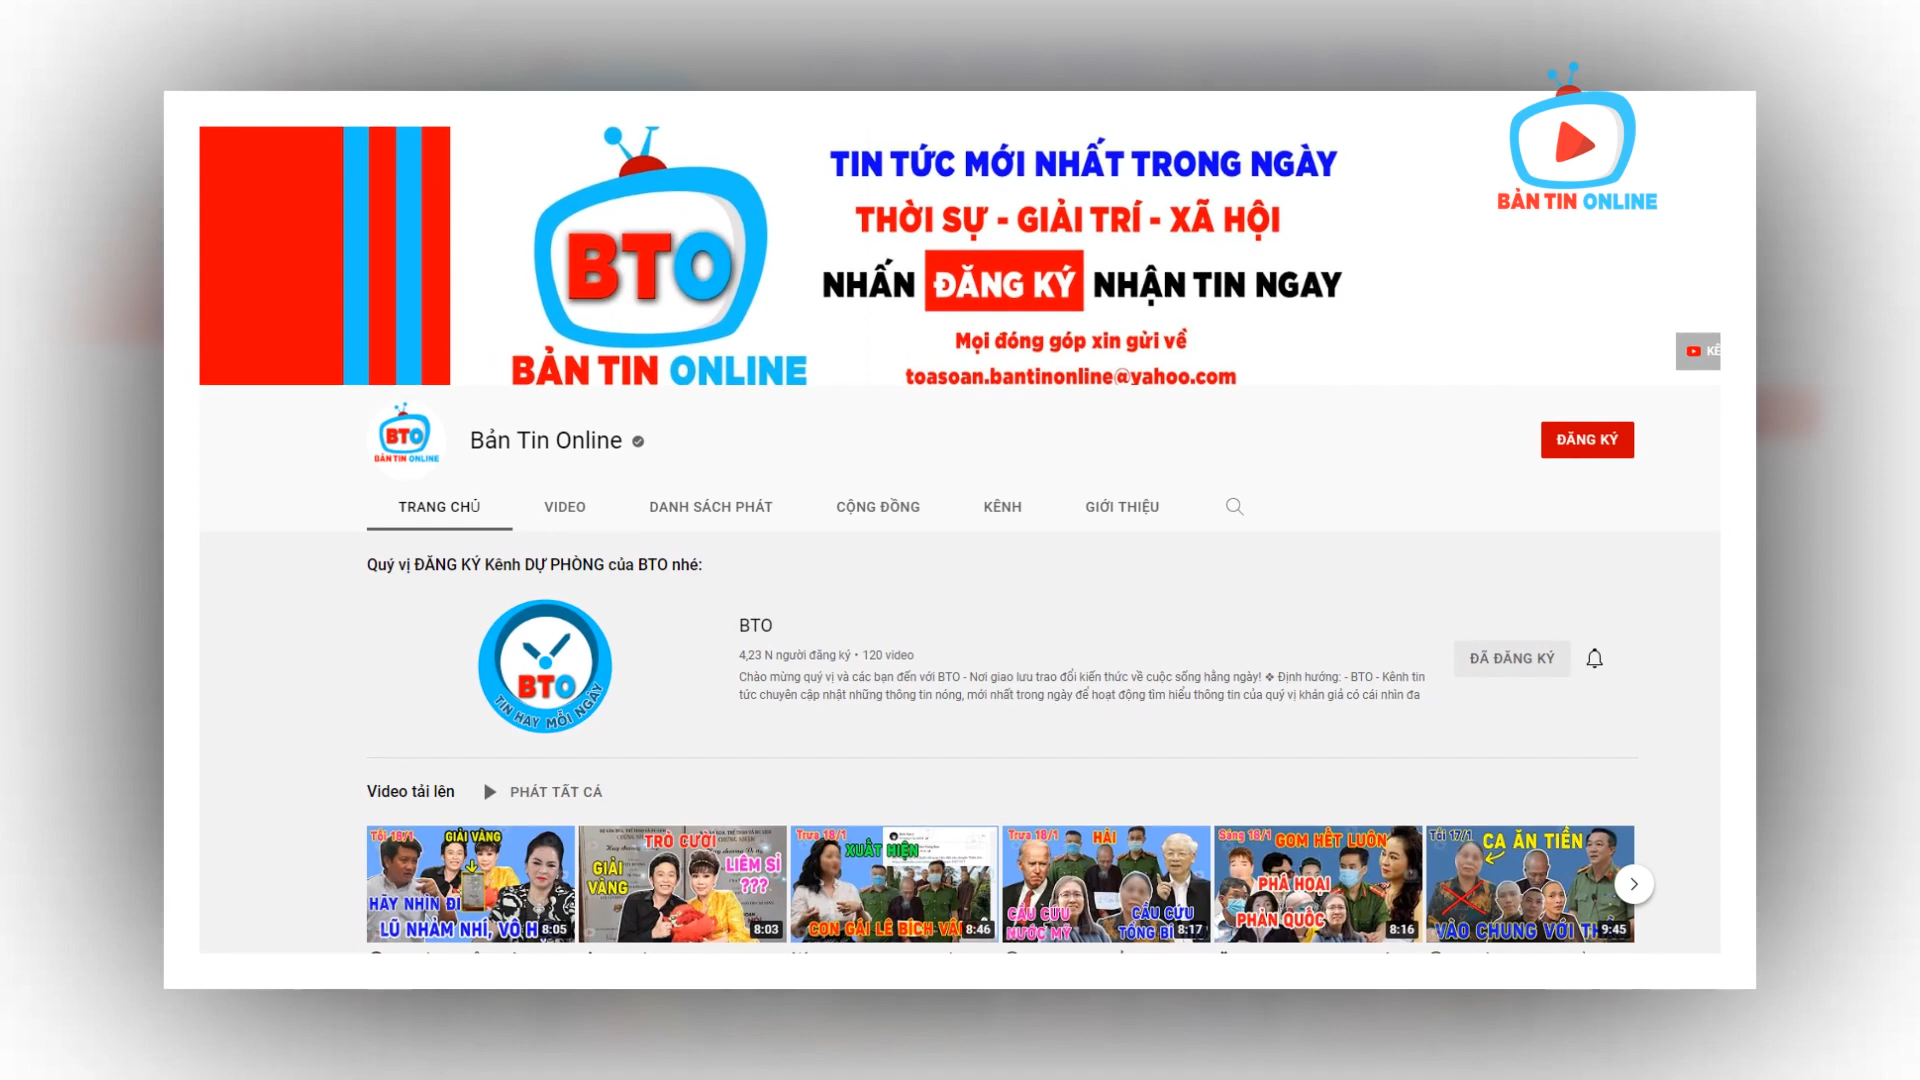 TIN TỨC MỚI NHẤT TRONG NGÀY
THỜI SỰ - GIẢI TRÍ - XÃ HỘI
NHẤN ĐĂNG KÝ NHẬN TIN NGAY
Mọi đóng góp xin gửi về
toasoan.bantinonline@yahoo.com
BTO
BẢN TIN ONLINE
BẢN TIN ONLINE
KÊ
BTO
BẢN TIN ONLINE
Bản Tin Online
ĐĂNG KÝ
TRANG CHỦ
VIDEO
DANH SÁCH PHÁT
CỘNG ĐỒNG
KÊNH
GIỚI THIỆU
Quý vị ĐĂNG KÝ Kênh DỰ PHÒNG của BTO nhé:
BTO
TIN HAY MỖI NGÀY
BTO
4,23 N người đăng ký • 120 video
Chào mừng quý vị và các bạn đến với BTO - Nơi giao lưu trao đổi kiến thức về cuộc sống hằng ngày! ❖ Định hướng: - BTO - Kênh tin
tức chuyên cập nhật những thông tin nóng, mới nhất trong ngày để hoạt động tìm hiểu thông tin của quý vị khán giả có cái nhìn đa
ĐÃ ĐĂNG KÝ
Video tải lên
PHÁT TẤT CẢ
Tối 18/1
GIẢI VÀNG
HÃY NHÌN ĐI
LŨ NHẢM NHÍ, VÔ H
8:05
TRÒ CƯỜI
GIẢI
VÀNG
LIÊM SỈ
???
8:03
Trưa 18/1
XUẤT HIỆN
CON GÁI LÊ BÍCH VÂ
8:46
Trưa 18/1
HÀI
CẦU CỨU
NƯỚC MỸ
CẦU CỨU
TỔNG BÍ
8:17
Sáng 18/1
GOM HẾT LUÔN
PHÁ HOẠI
PHẢN QUỐC
8:16
Tối 17/1
CA ĂN TIỀN
VÀO CHUNG VỚI TH
9:45